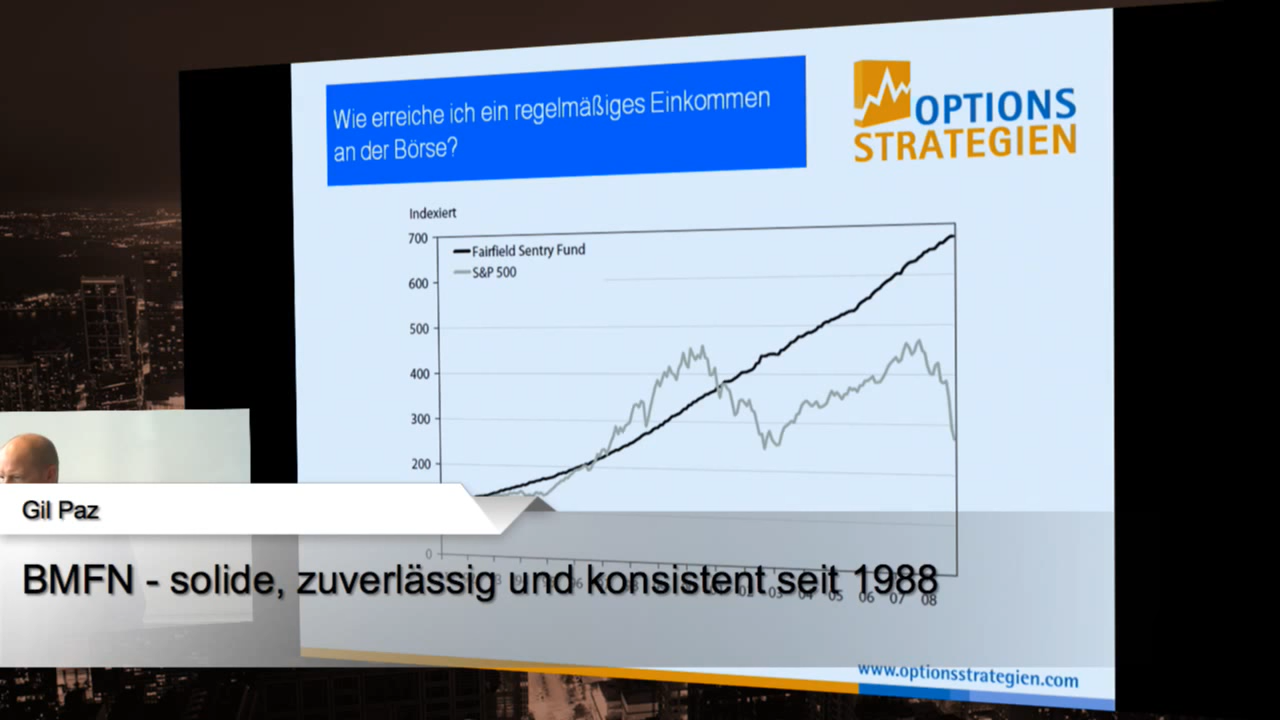 Wie erreiche ich ein regelmäßiges Einkommen
an der Börse?
OPTIONS
STRATEGIEN
Indexiert
700
600
500
400
300
200
0
Fairfield Sentry Fund
S&P 500
03 04 05 06 07 08
Gil Paz
BMFN - solide, zuverlässig und konsistent seit 1988
www.optionsstrategien.com